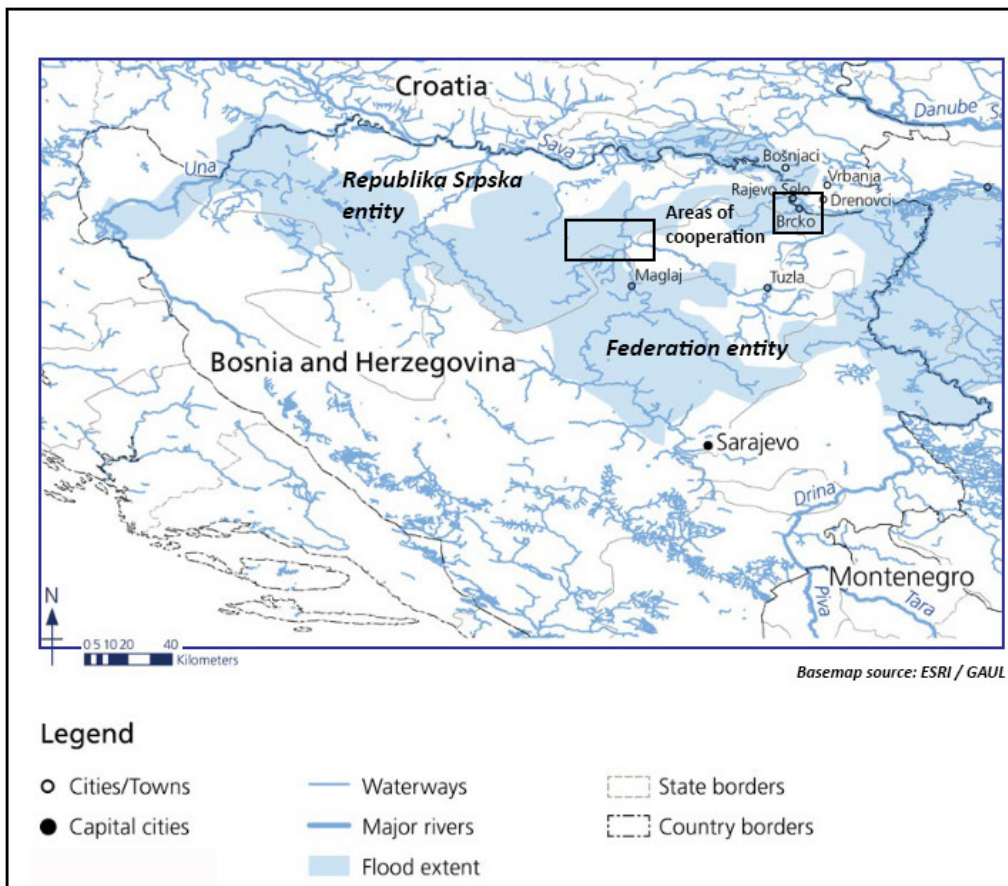 Croatia
Danube
S
Sava
Una
Bošnjaci
Vrbanja
Republika Srpska
entity
Rajevo Selo
Drenovci
Areas of
cooperation
Brcko
Maglaj
Tuzla
Federation entity
Bosnia and Herzegovina
Sarajevo
Drina
Montenegro
Piva
Tara
N
0 5 10 20 40
Kilometers
Basemap source: ESRI / GAUL
Legend
Cities/Towns
Waterways
State borders
Capital cities
Major rivers
Country borders
Flood extent